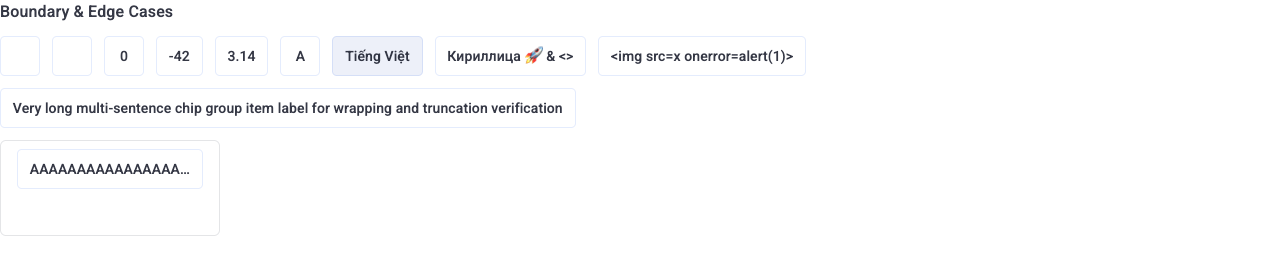 Boundary & Edge Cases
0 -42 3.14 A Tiếng Việt Кириллица 🚀 & <> <img src=x onerror=alert(1)>
Very long multi-sentence chip group item label for wrapping and truncation verification
AAAAAAAAAAAAAAAA...